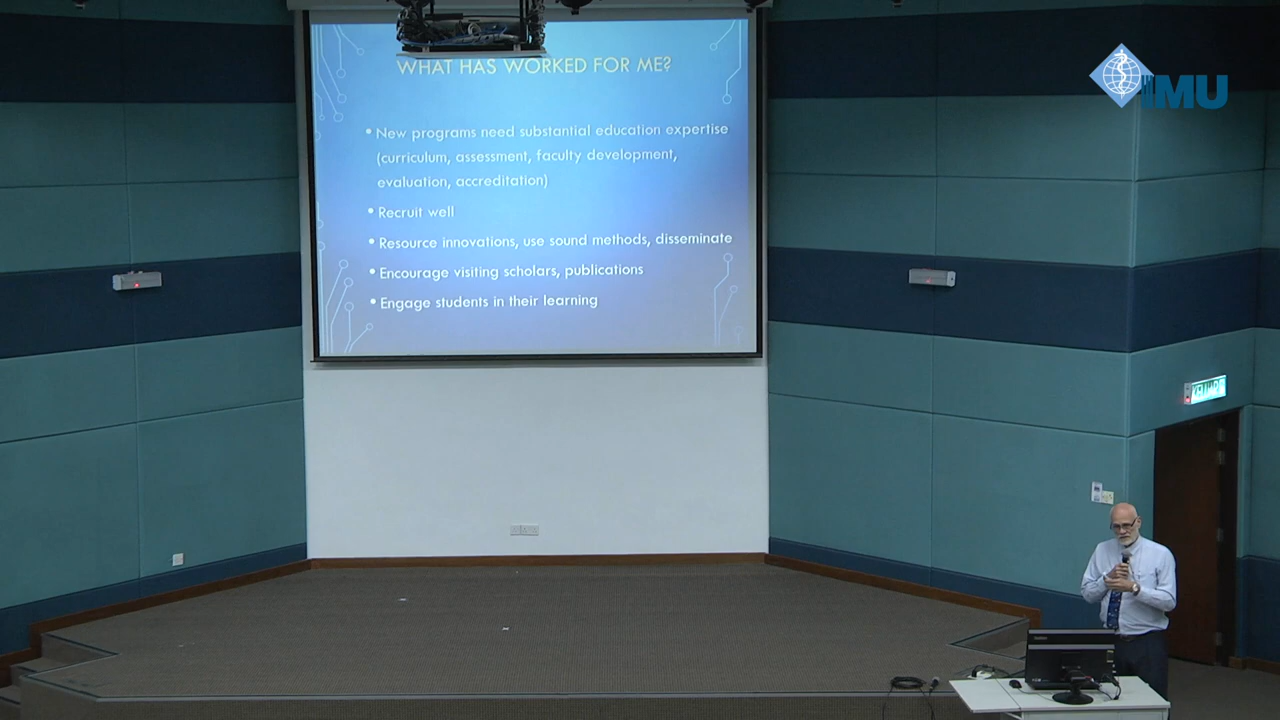 WHAT HAS WORKED FOR ME?
• New programs need substantial education expertise
(curriculum, assessment, faculty development,
evaluation, accreditation)
• Recruit well
• Resource innovations, use sound methods, disseminate
• Encourage visiting scholars, publications
• Engage students in their learning
IMU
KELUAR